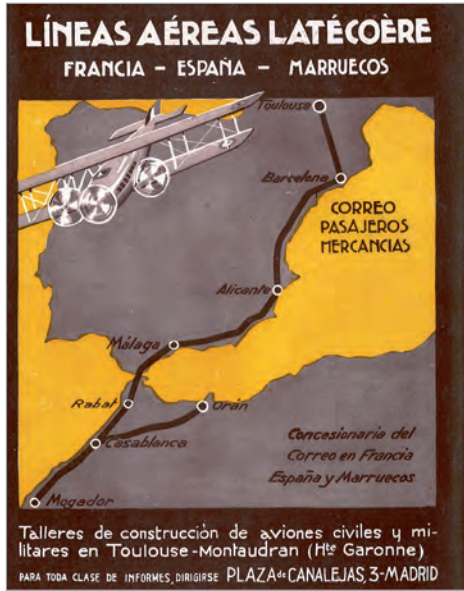 LÍNEAS AÉREAS LATÉCOÈRE
FRANCIA – ESPAÑA – MARRUECOS
Toulouse
Barcelona
CORREO
PASAJEROS
MERCANCIAS
Alicante
Málaga
Rabat
Orán
Casablanca
Concesionaria del
Correo en Francia
España y Marruecos
Mogador
Talleres de construcción de aviones civiles y mi-
litares en Toulouse-Montaudran (Hte Garonne)
PARA TODA CLASE DE INFORMES, DIRIGIRSE PLAZA de CANALEJAS, 3-MADRID